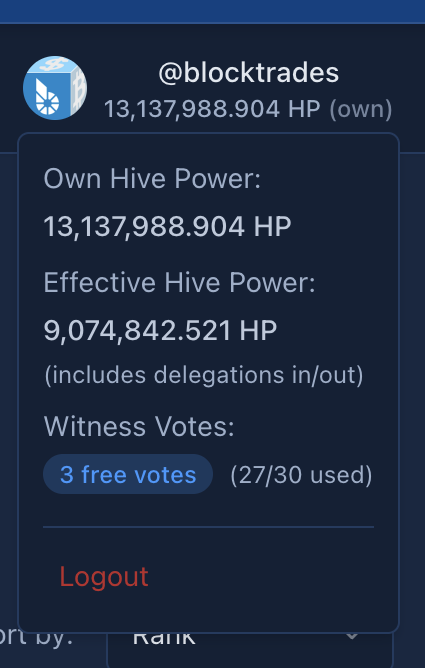 @blocktrades
13,137,988.904 HP (own)
Own Hive Power:
13,137,988.904 HP
Effective Hive Power:
9,074,842.521 HP
(includes delegations in/out)
Witness Votes:
3 free votes (27/30 used)
Logout
by: Rank